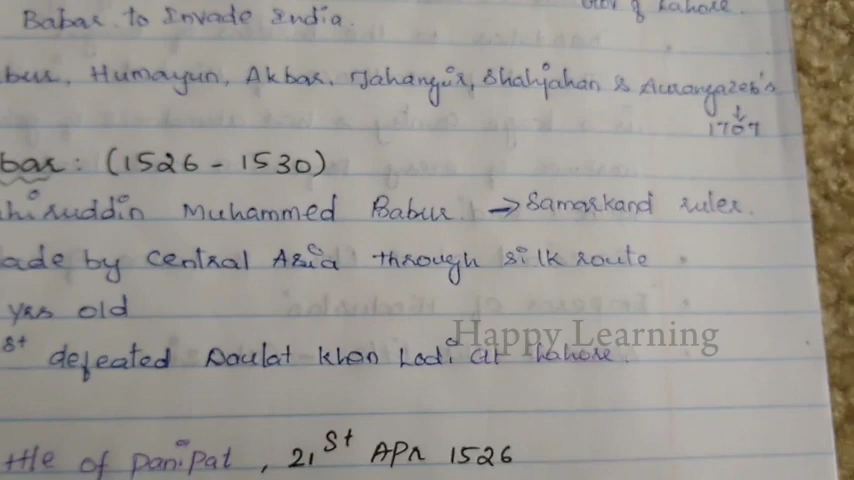 Gov of Lahore.
Babar to Invade India.
bur, Humayun, Akbar, Jahangir, Shahjahan & Aurangazeb's
↓
1707
bar : (1526 - 1530)
hiruddin Muhammed Babur → Samarkand ruler.
ade by central Asia through silk route
yrs old
Happy Learning
st defeated Daulat khan Lodi at Lahore.
ttle of panipat, 21st APR 1526